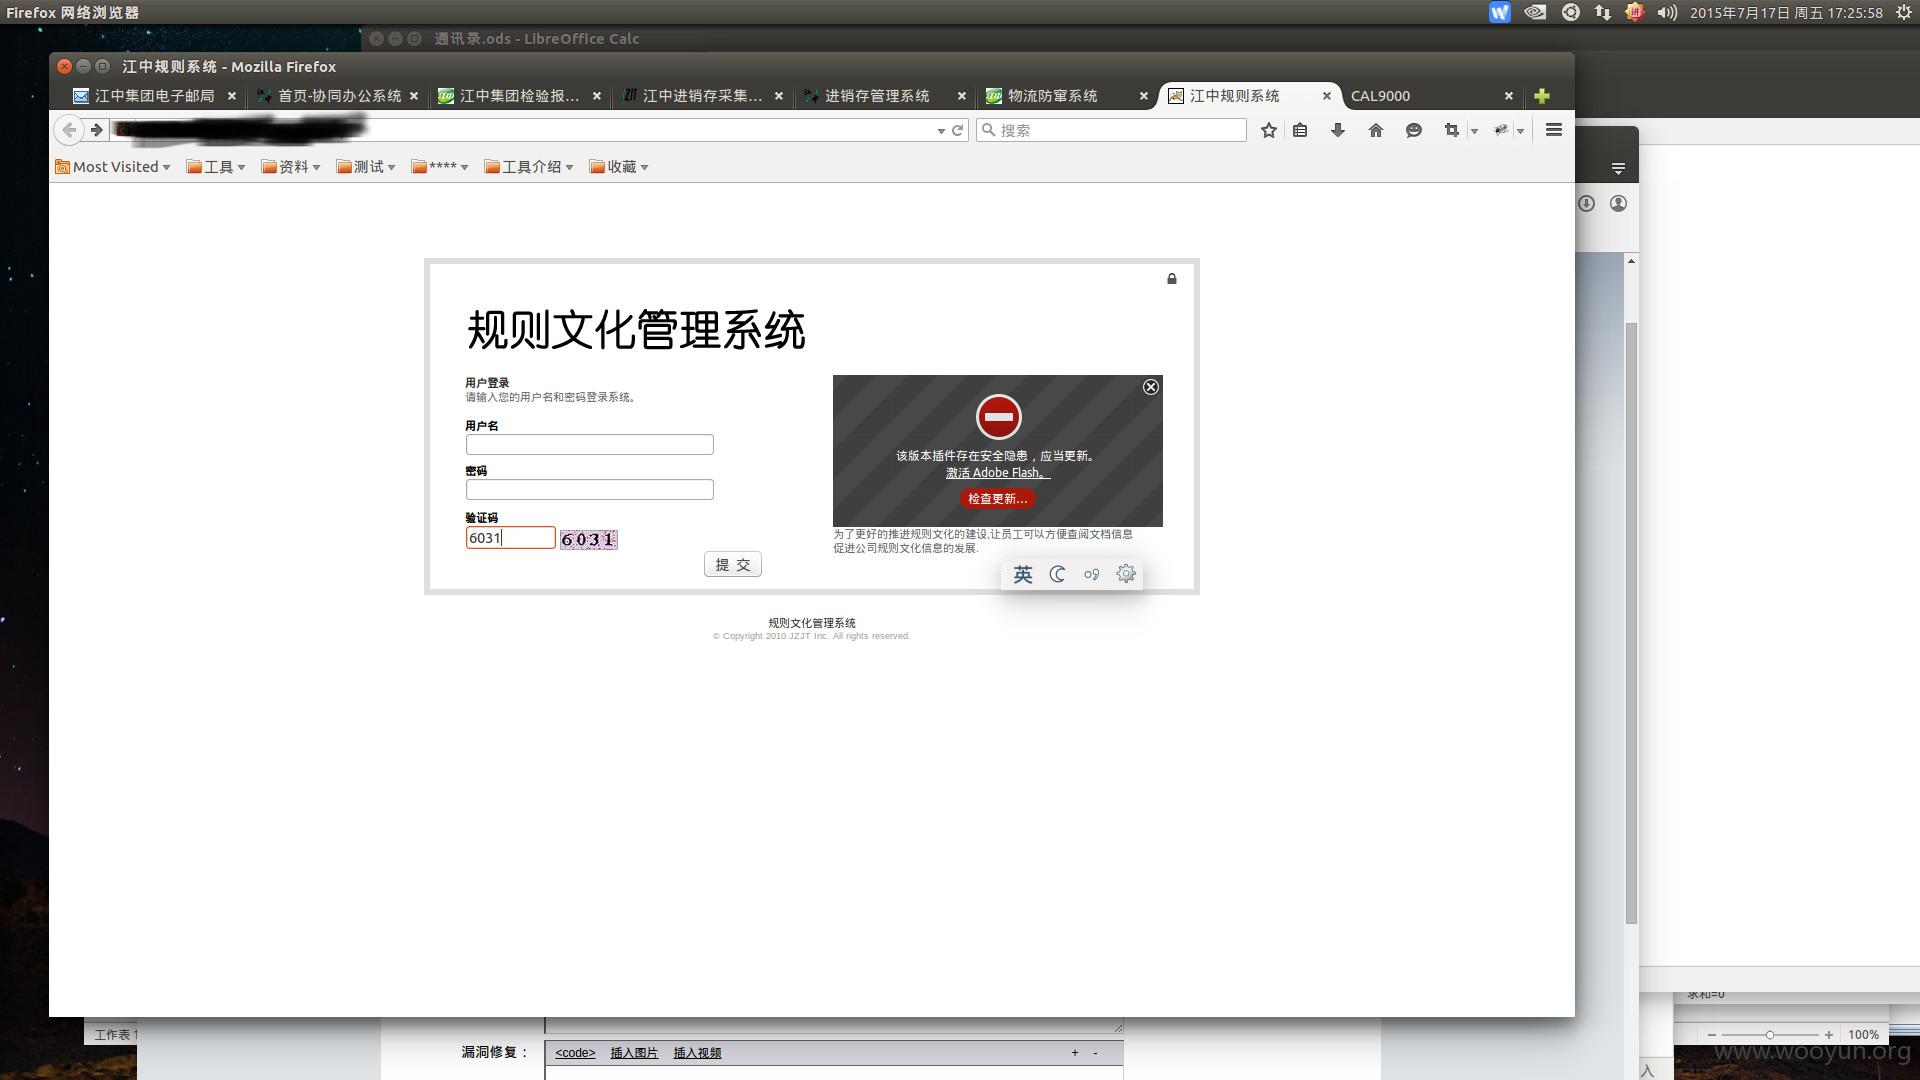 Firefox 网络浏览器
2015年7月17日 周五 17:25:58
通讯录.ods - LibreOffice Calc
江中规则系统 - Mozilla Firefox
江中集团电子邮局
首页-协同办公系统
江中集团检验报...
江中进销存采集...
进销存管理系统
物流防窜系统
江中规则系统
CAL9000
搜索
Most Visited
工具
资料
测试
****
工具介绍
收藏
规则文化管理系统
用户登录
请输入您的用户名和密码登录系统。
用户名
密码
验证码
6031
6031
提 交
该版本插件存在安全隐患，应当更新。
激活 Adobe Flash。
检查更新...
为了更好的推进规则文化的建设,让员工可以方便查阅文档信息
促进公司规则文化信息的发展.
英
规则文化管理系统
© Copyright 2010 JZJT Inc. All rights reserved.
求和=0
工作表 1
100%
漏洞修复：
<code>
插入图片
插入视频
+ -
www.wooyun.org
入